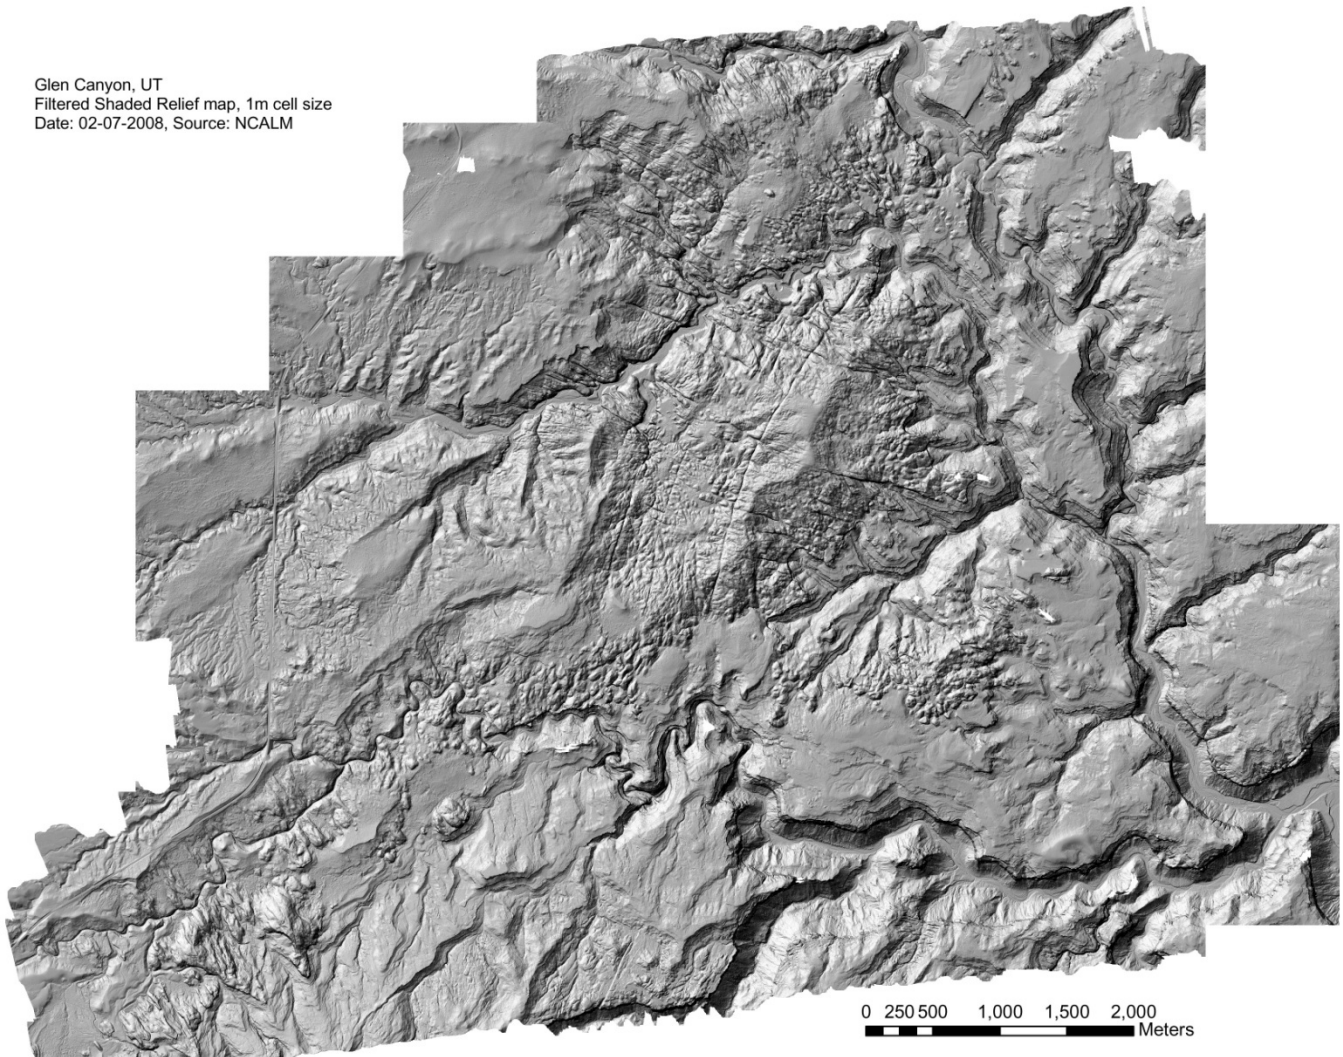 Glen Canyon, UT
Filtered Shaded Relief map, 1m cell size
Date: 02-07-2008, Source: NCALM
0 250 500 1,000 1,500 2,000
Meters